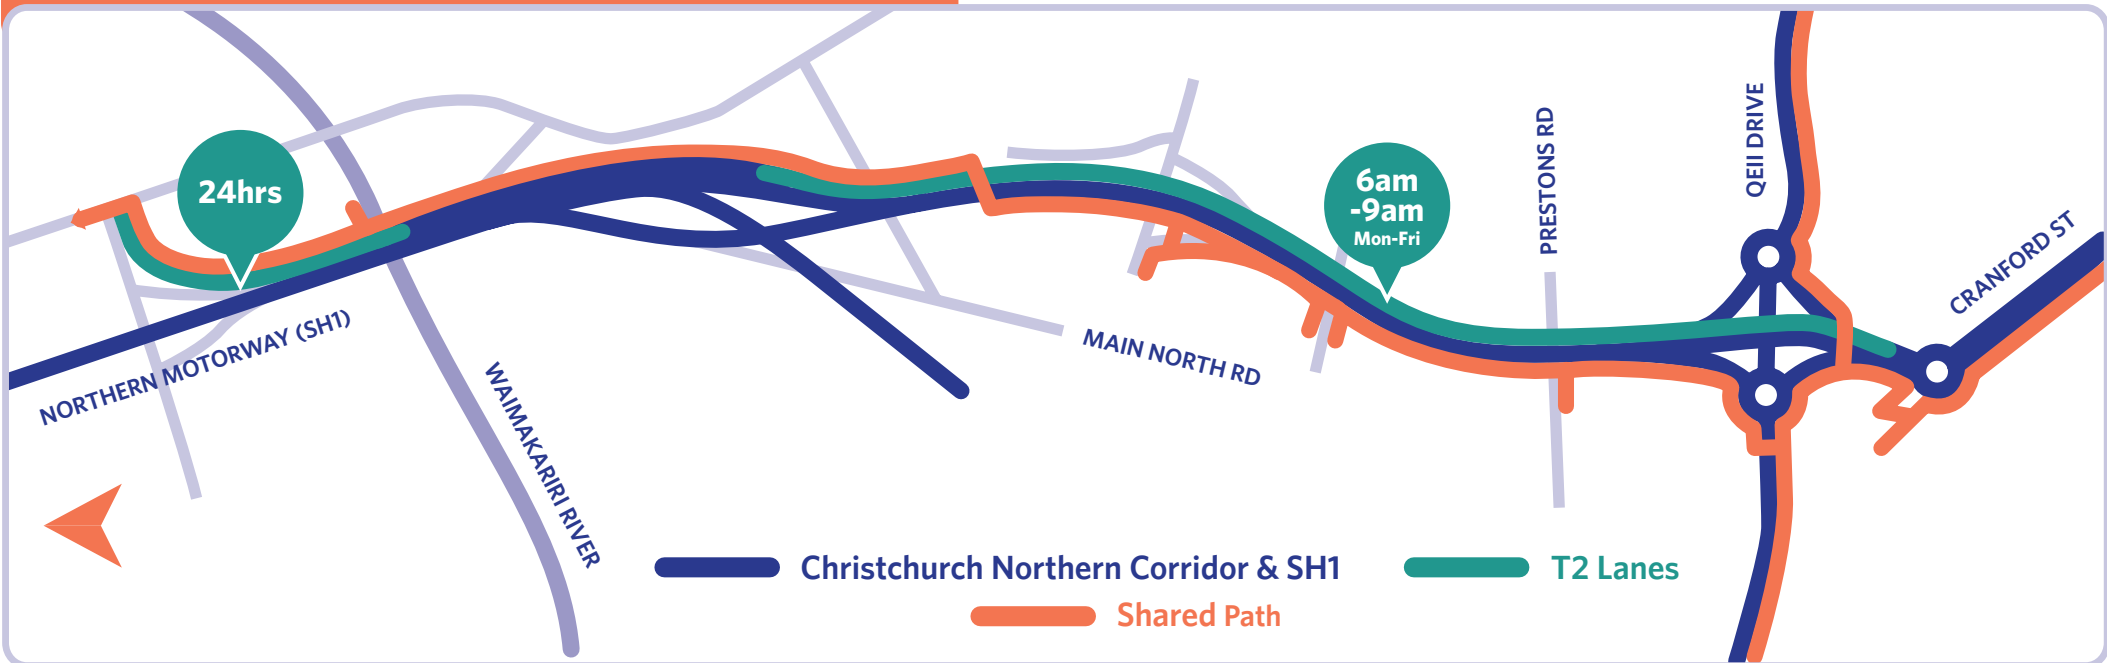 24hrs
6am
-9am
Mon-Fri
PRESTONS RD
QEII DRIVE
CRANFORD ST
NORTHERN MOTORWAY (SH1)
WAIMAKARIRI RIVER
MAIN NORTH RD
Christchurch Northern Corridor & SH1
T2 Lanes
Shared Path